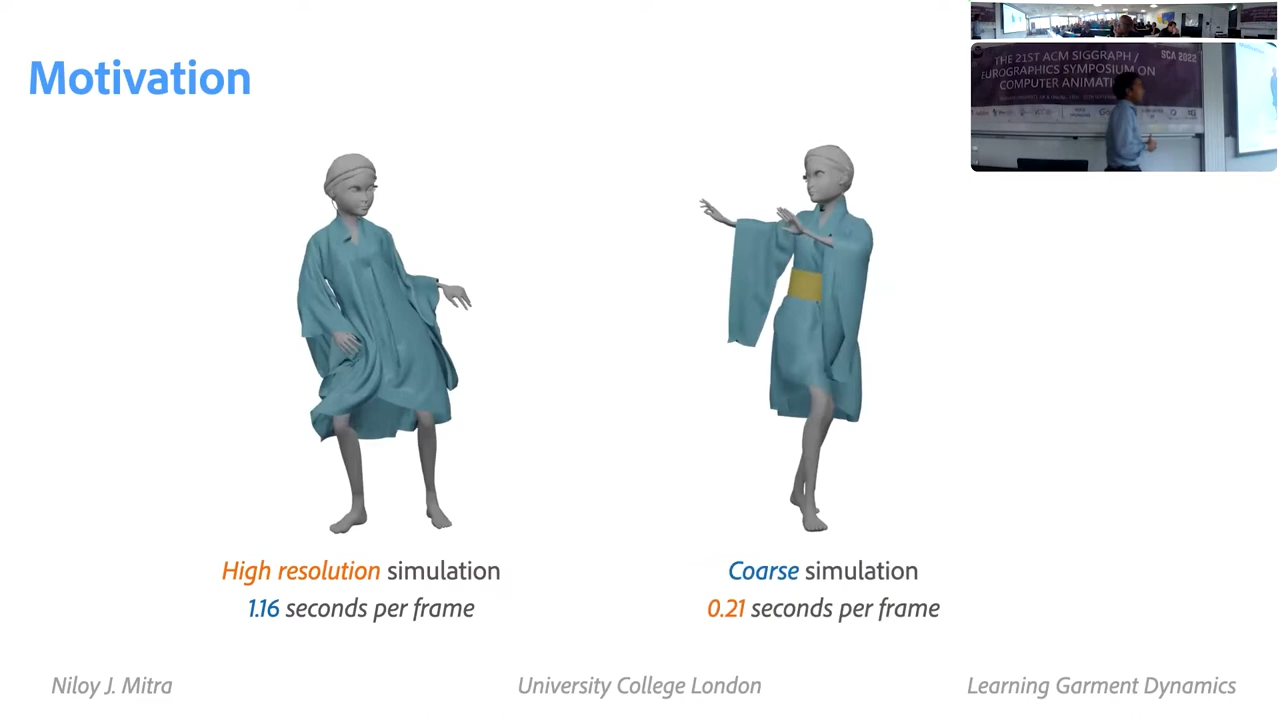 Motivation
THE 21ST ACM SIGGRAPH /
SCA 2022
EUROGRAPHICS SYMPOSIUM ON
COMPUTER ANIMATI
High resolution simulation
1.16 seconds per frame
Coarse simulation
0.21 seconds per frame
Niloy J. Mitra
University College London
Learning Garment Dynamics